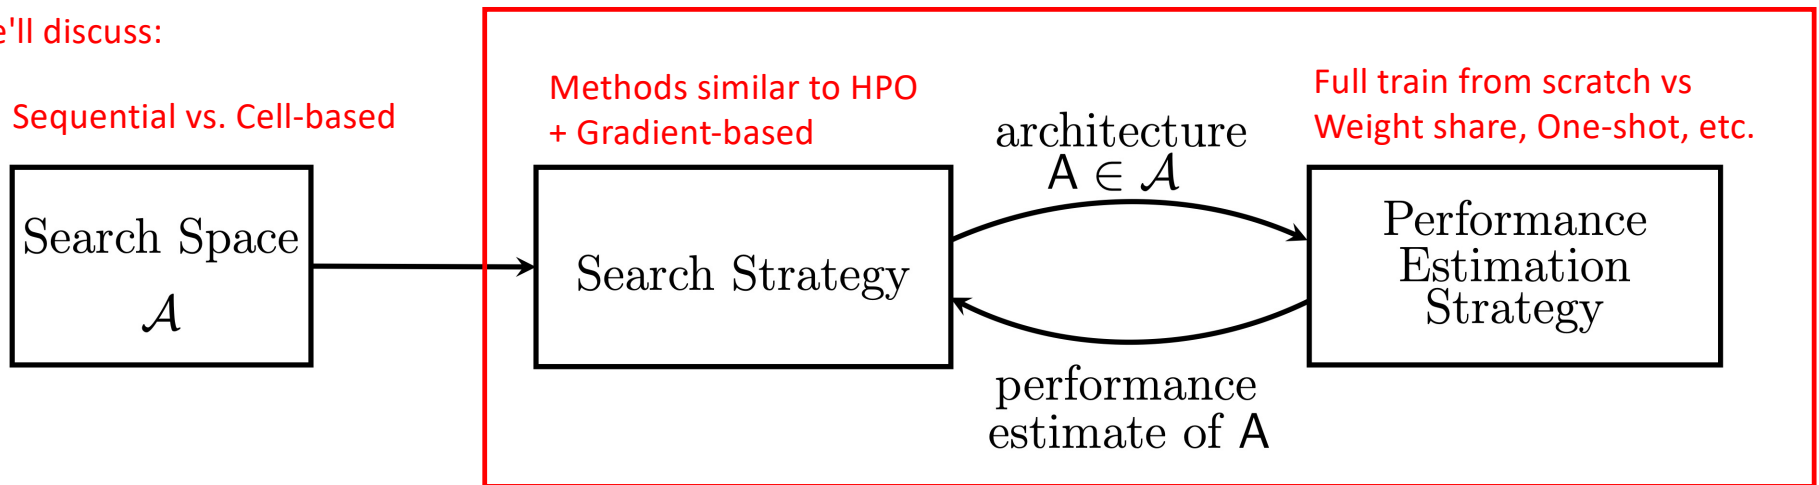 e'll discuss:
Sequential vs. Cell-based
Search Space
𝒜
Methods similar to HPO
+ Gradient-based
Search Strategy
architecture
A ∈ 𝒜
performance
estimate of A
Full train from scratch vs
Weight share, One-shot, etc.
Performance
Estimation
Strategy